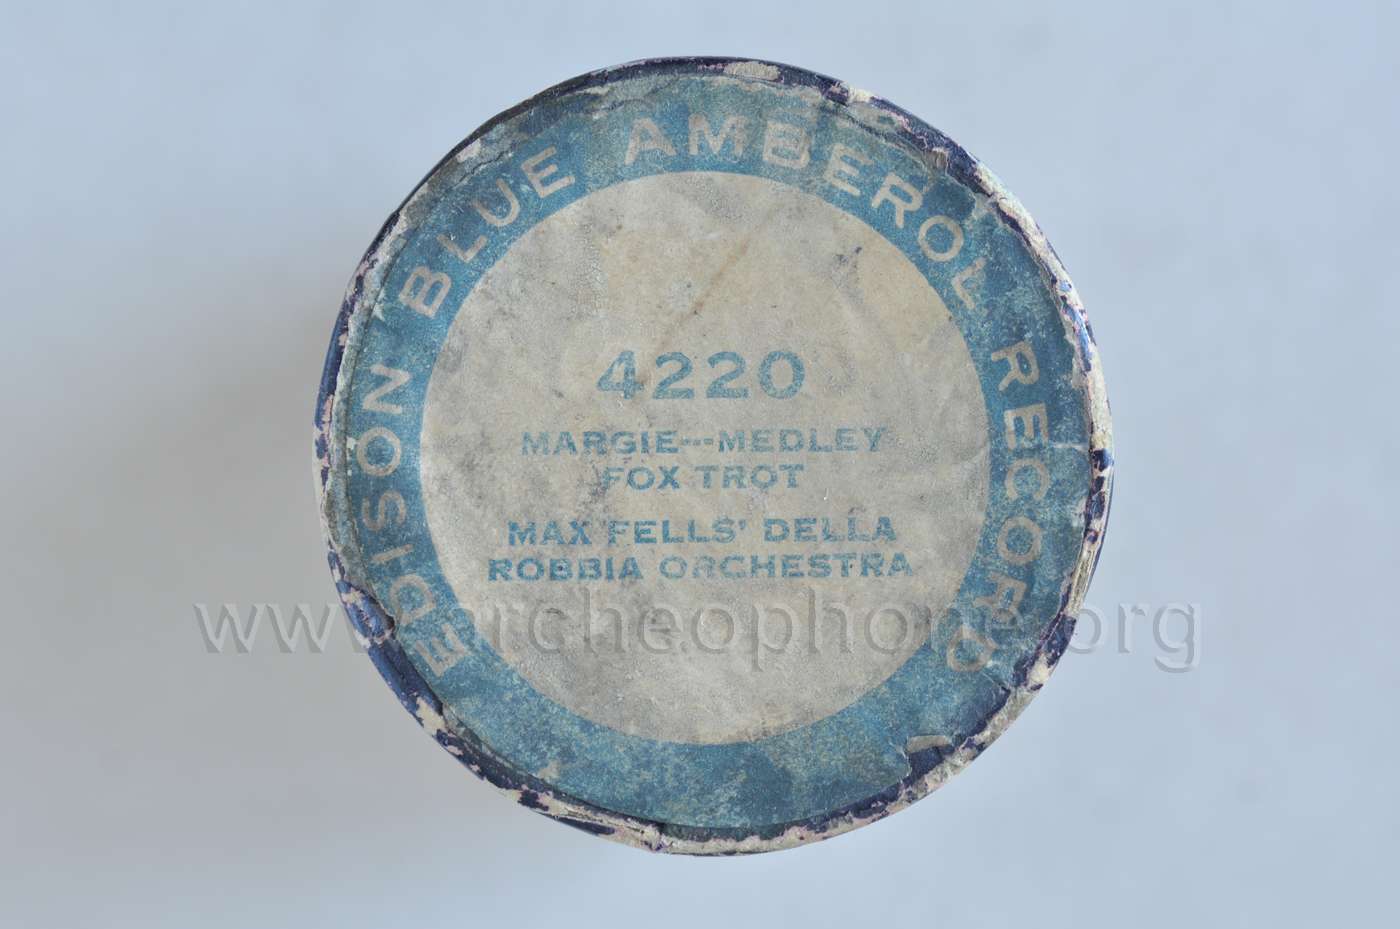 EDISON BLUE AMBEROL RECORD
4220
MARGIE---MEDLEY
FOX TROT
MAX FELLS' DELLA
ROBBIA ORCHESTRA
www.archeophone.org